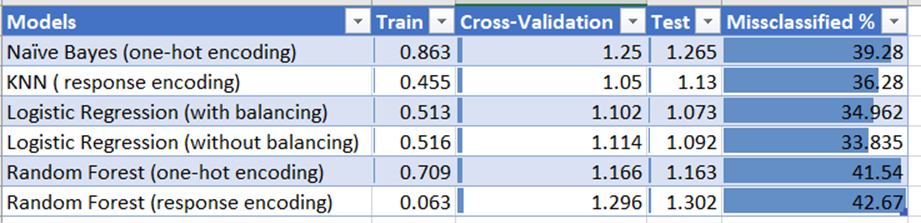 Models Train Cross-Validation Test Missclassified %
Naïve Bayes (one-hot encoding) 0.863 1.25 1.265 39.28
KNN ( response encoding) 0.455 1.05 1.13 36.28
Logistic Regression (with balancing) 0.513 1.102 1.073 34.962
Logistic Regression (without balancing) 0.516 1.114 1.092 33.835
Random Forest (one-hot encoding) 0.709 1.166 1.163 41.54
Random Forest (response encoding) 0.063 1.296 1.302 42.67